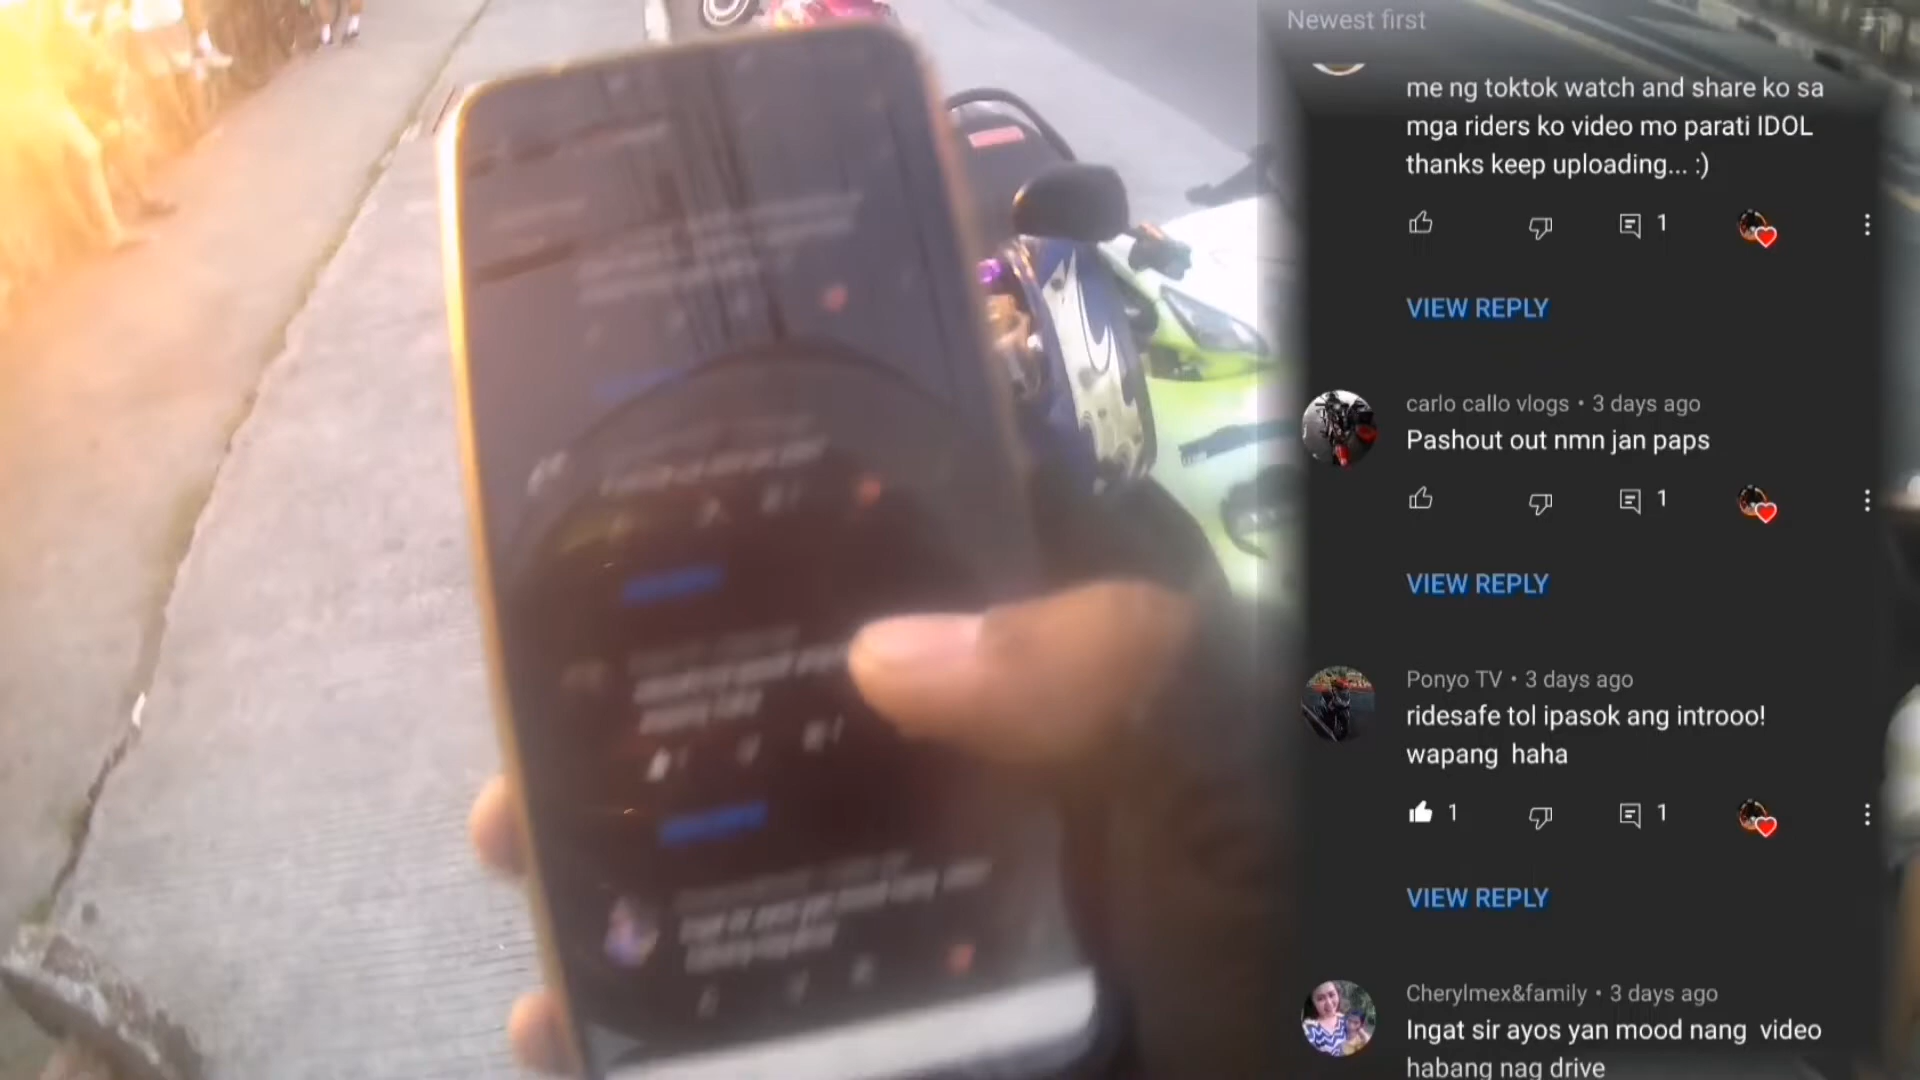 Newest first
me ng toktok watch and share ko sa
mga riders ko video mo parati IDOL
thanks keep uploading... :)
1
VIEW REPLY
carlo callo vlogs • 3 days ago
Pashout out nmn jan paps
1
VIEW REPLY
Ponyo TV • 3 days ago
ridesafe tol ipasok ang introoo!
wapang haha
1 1
VIEW REPLY
Cherylmex&family • 3 days ago
Ingat sir ayos yan mood nang video
habang nag drive